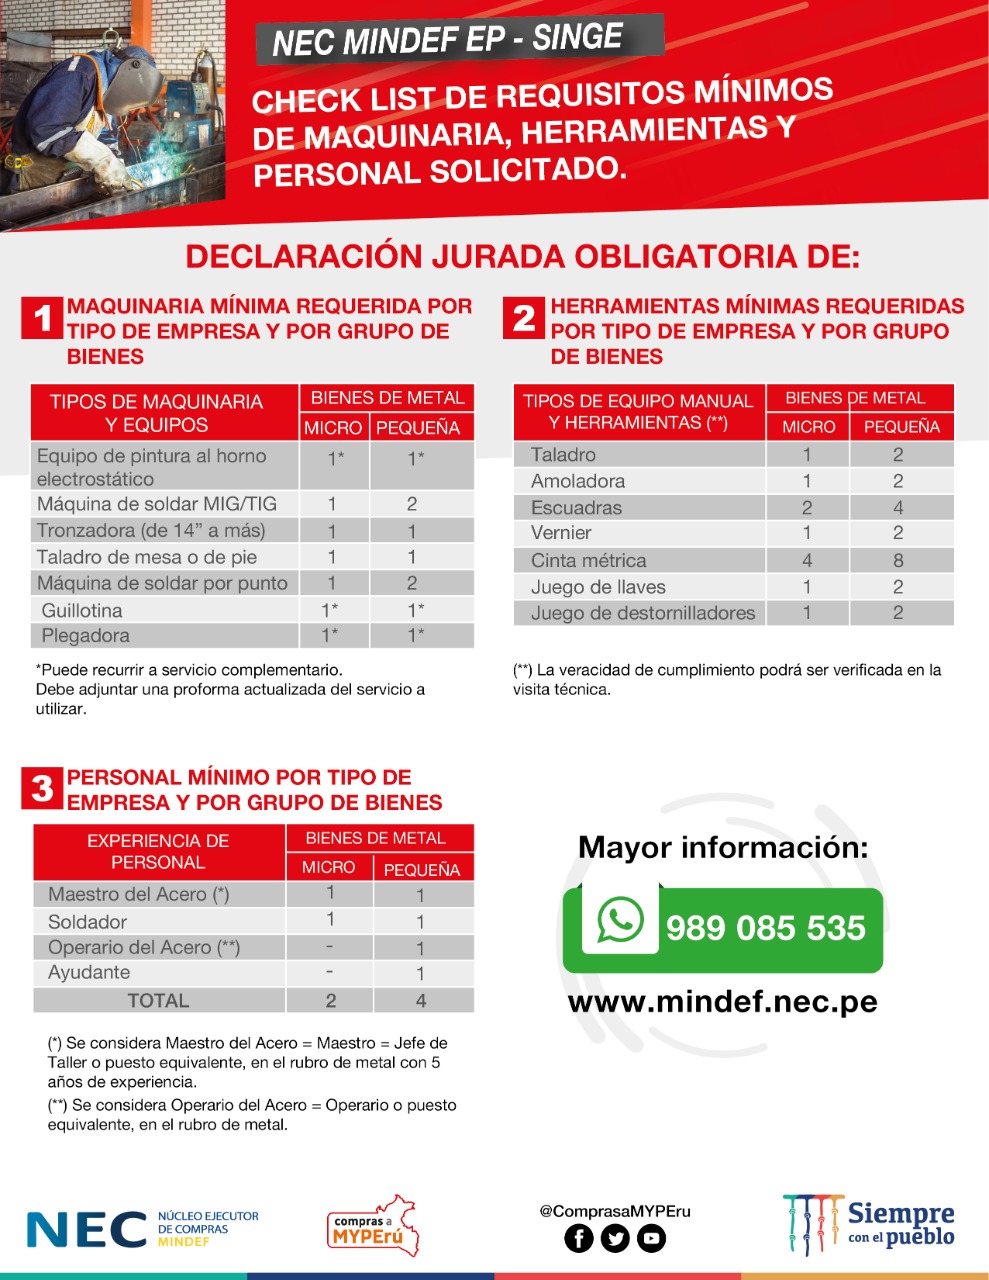 NEC MINDEF EP - SINGE
CHECK LIST DE REQUISITOS MÍNIMOS
DE MAQUINARIA, HERRAMIENTAS Y
PERSONAL SOLICITADO.
DECLARACIÓN JURADA OBLIGATORIA DE:
1 MAQUINARIA MÍNIMA REQUERIDA POR
TIPO DE EMPRESA Y POR GRUPO DE
BIENES
TIPOS DE MAQUINARIA
Y EQUIPOS
BIENES DE METAL
MICRO PEQUEÑA
Equipo de pintura al horno
electrostático 1* 1*
Máquina de soldar MIG/TIG 1 2
Tronzadora (de 14” a más) 1 1
Taladro de mesa o de pie 1 1
Máquina de soldar por punto 1 2
Guillotina 1* 1*
Plegadora 1* 1*
*Puede recurrir a servicio complementario.
Debe adjuntar una proforma actualizada del servicio a
utilizar.
2 HERRAMIENTAS MÍNIMAS REQUERIDAS
POR TIPO DE EMPRESA Y POR GRUPO
DE BIENES
TIPOS DE EQUIPO MANUAL
Y HERRAMIENTAS (**)
BIENES DE METAL
MICRO PEQUEÑA
Taladro 1 2
Amoladora 1 2
Escuadras 2 4
Vernier 1 2
Cinta métrica 4 8
Juego de llaves 1 2
Juego de destornilladores 1 2
(**) La veracidad de cumplimiento podrá ser verificada en la
visita técnica.
3 PERSONAL MÍNIMO POR TIPO DE
EMPRESA Y POR GRUPO DE BIENES
EXPERIENCIA DE
PERSONAL
BIENES DE METAL
MICRO PEQUEÑA
Maestro del Acero (*) 1 1
Soldador 1 1
Operario del Acero (**) - 1
Ayudante - 1
TOTAL 2 4
(*) Se considera Maestro del Acero = Maestro = Jefe de
Taller o puesto equivalente, en el rubro de metal con 5
años de experiencia.
(**) Se considera Operario del Acero = Operario o puesto
equivalente, en el rubro de metal.
Mayor información:
989 085 535
www.mindef.nec.pe
NEC NÚCLEO EJECUTOR
DE COMPRAS
MINDEF
compras a
MYPErú
@ComprasaMYPEru
Siempre
con el pueblo